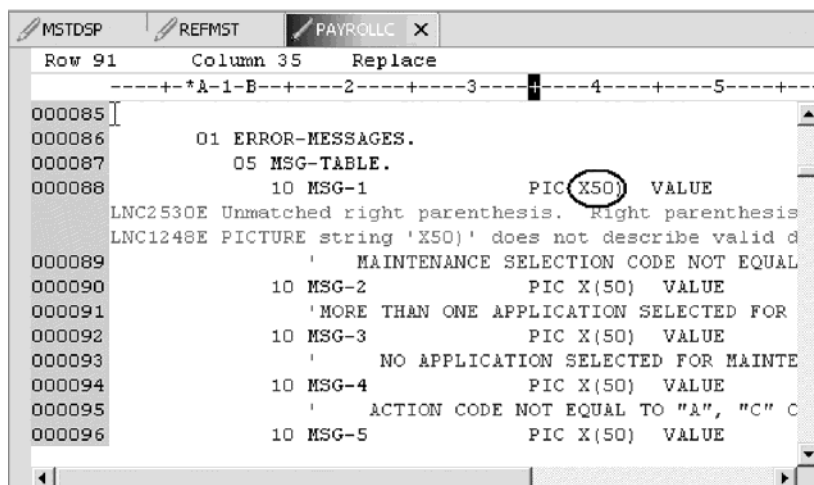 MSTDSP REFMST PAYROLLC X
Row 91 Column 35 Replace
----+-*A-1-B--+----2----+----3----+----4----+----5----+---
000085
000086 01 ERROR-MESSAGES.
000087 05 MSG-TABLE.
000088 10 MSG-1 PIC X50) VALUE
LNC2530E Unmatched right parenthesis. Right parenthesis
LNC1248E PICTURE string 'X50)' does not describe valid d
000089 ' MAINTENANCE SELECTION CODE NOT EQUAL
000090 10 MSG-2 PIC X(50) VALUE
000091 'MORE THAN ONE APPLICATION SELECTED FOR
000092 10 MSG-3 PIC X(50) VALUE
000093 ' NO APPLICATION SELECTED FOR MAINTE
000094 10 MSG-4 PIC X(50) VALUE
000095 ' ACTION CODE NOT EQUAL TO "A", "C" O
000096 10 MSG-5 PIC X(50) VALUE